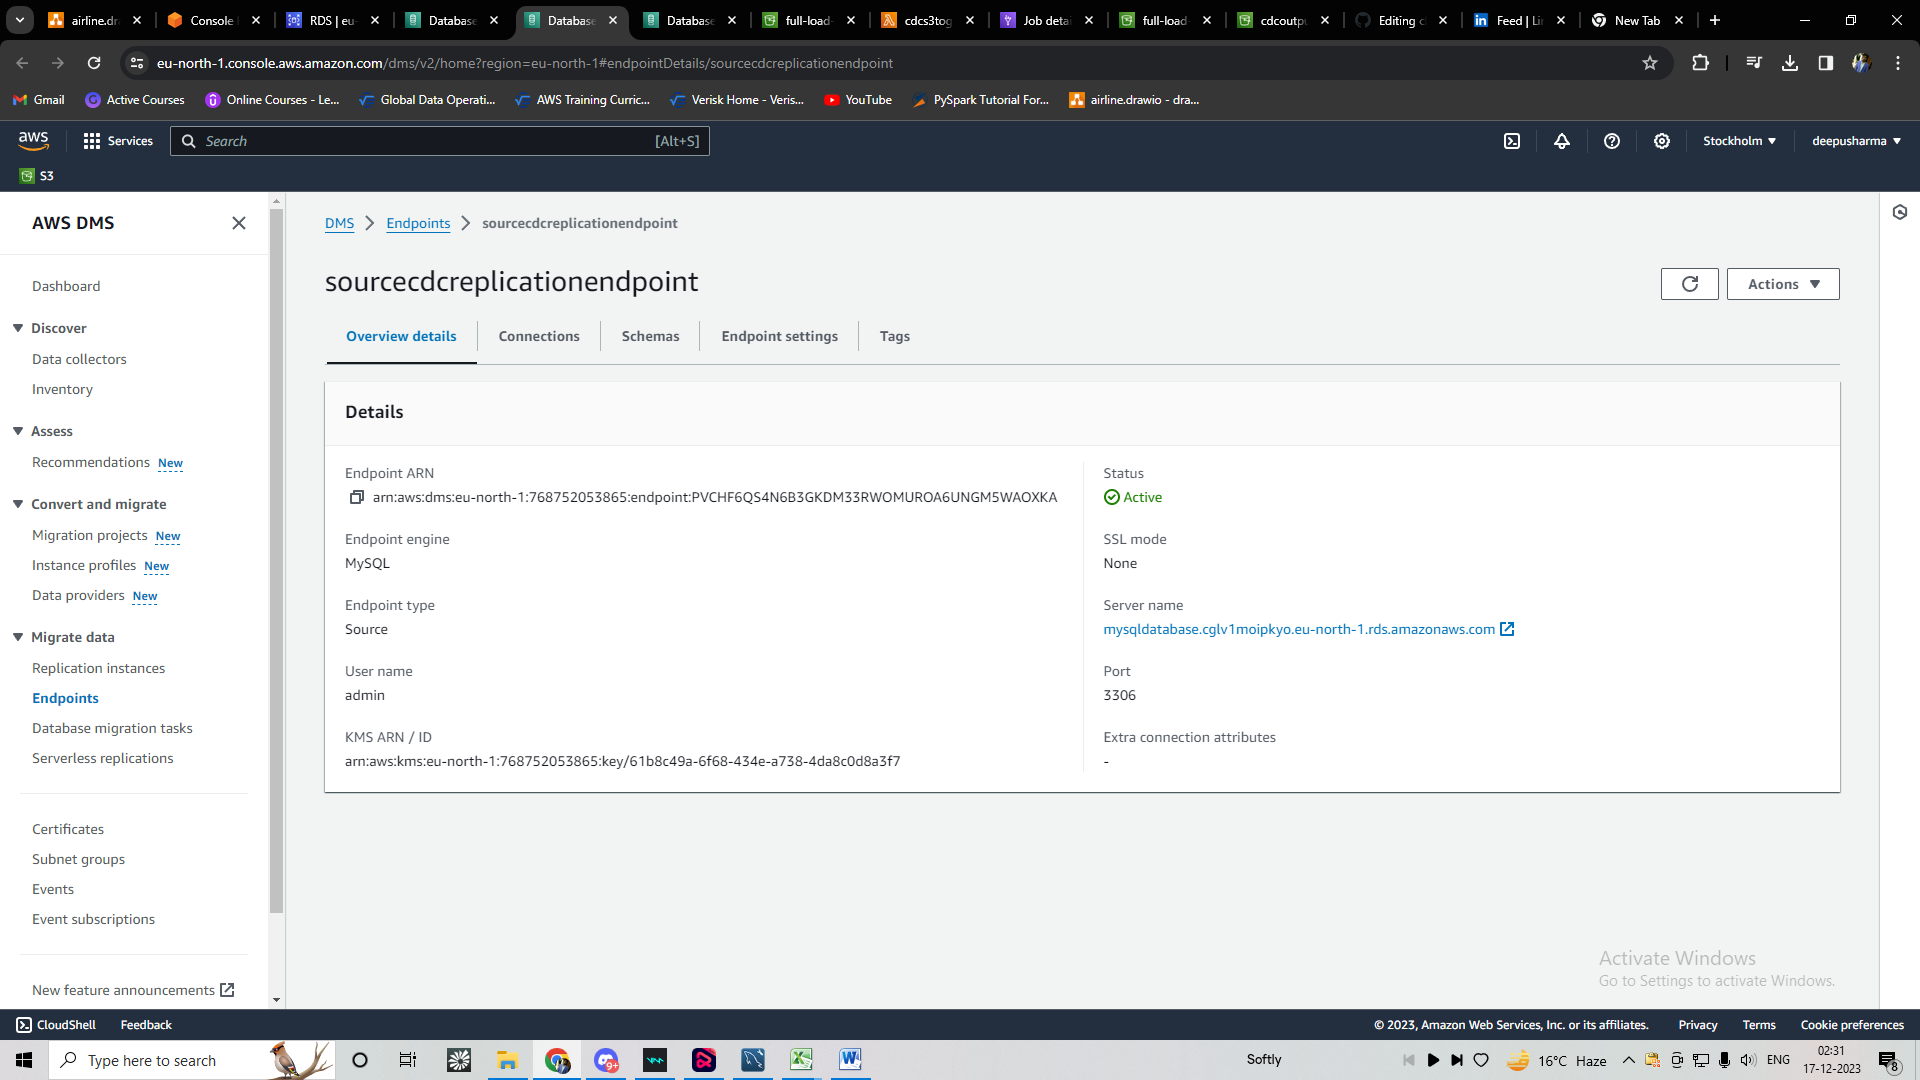 airline.dr
Console
RDS | eu-
Database
Database
Database
full-load-
cdcs3tog
Job deta
full-load-
cdcoutpu
Editing c
Feed | Li
New Tab
eu-north-1.console.aws.amazon.com/dms/v2/home?region=eu-north-1#endpointDetails/sourcecdcreplicationendpoint
Gmail
Active Courses
Online Courses - Le...
Global Data Operati...
AWS Training Curric...
Verisk Home - Veris...
YouTube
PySpark Tutorial For...
airline.drawio - dra...
aws
Services
Search
[Alt+S]
Stockholm
deepusharma
S3
AWS DMS
Dashboard
Discover
Data collectors
Inventory
Assess
Recommendations New
Convert and migrate
Migration projects New
Instance profiles New
Data providers New
Migrate data
Replication instances
Endpoints
Database migration tasks
Serverless replications
Certificates
Subnet groups
Events
Event subscriptions
New feature announcements
DMS > Endpoints > sourcecdcreplicationendpoint
sourcecdcreplicationendpoint
Actions
Overview details
Connections
Schemas
Endpoint settings
Tags
Details
Endpoint ARN
arn:aws:dms:eu-north-1:768752053865:endpoint:PVCHF6QS4N6B3GKDM33RWOMUROA6UNGM5WAOXKA
Endpoint engine
MySQL
Endpoint type
Source
User name
admin
KMS ARN / ID
arn:aws:kms:eu-north-1:768752053865:key/61b8c49a-6f68-434e-a738-4da8c0d8a3f7
Status
Active
SSL mode
None
Server name
mysqldatabase.cglv1moipkyo.eu-north-1.rds.amazonaws.com
Port
3306
Extra connection attributes
-
Activate Windows
Go to Settings to activate Windows.
CloudShell
Feedback
© 2023, Amazon Web Services, Inc. or its affiliates.
Privacy
Terms
Cookie preferences
Type here to search
9+
Softly
16°C Haze
ENG
02:31
17-12-2023
8